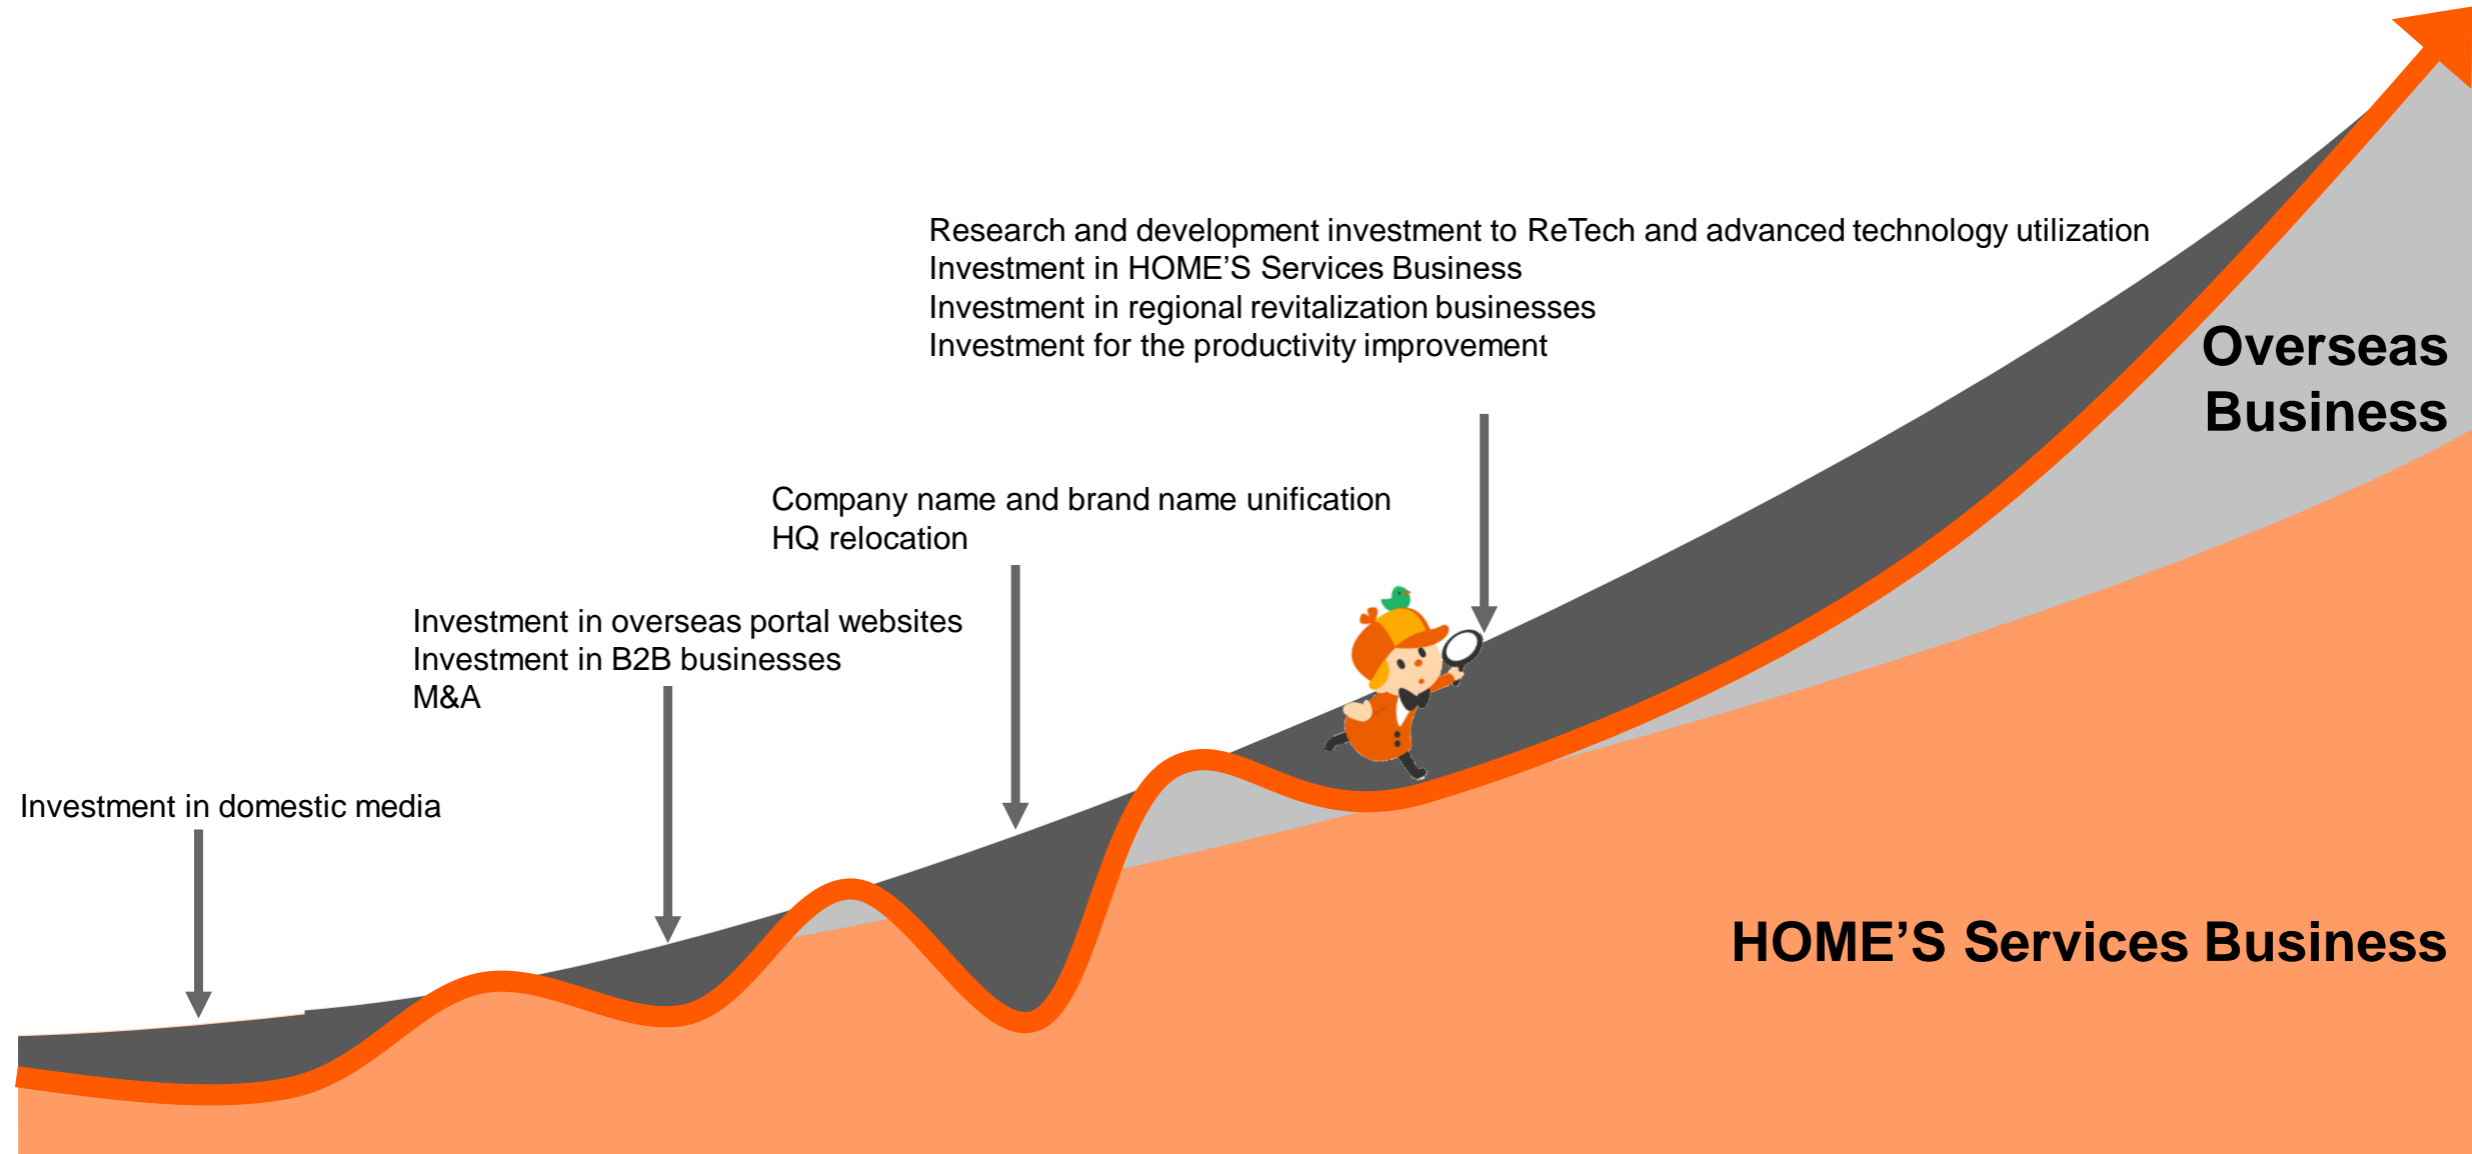 Research and development investment to ReTech and advanced technology utilization
Investment in HOME’S Services Business
Investment in regional revitalization businesses
Investment for the productivity improvement
Overseas
Business
Company name and brand name unification
HQ relocation
Investment in overseas portal websites
Investment in B2B businesses
M&A
Investment in domestic media
HOME’S Services Business